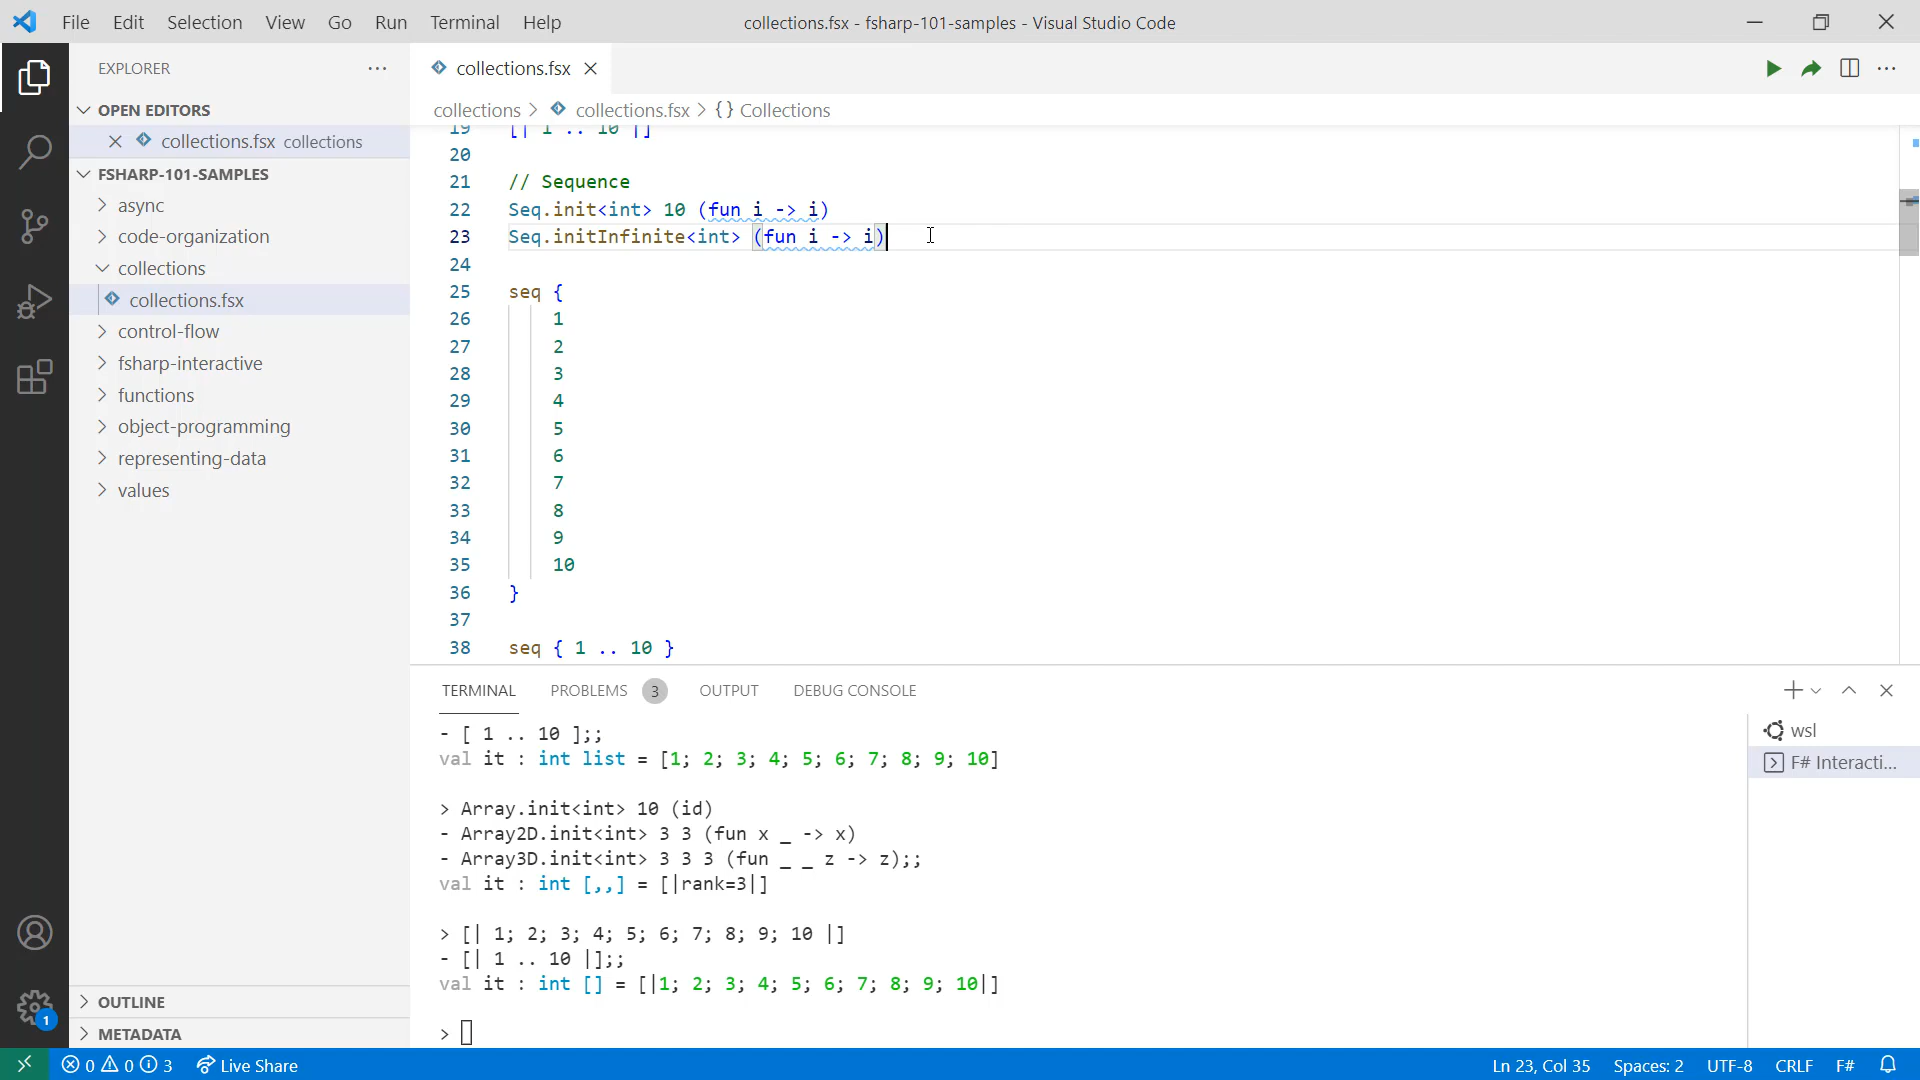 File Edit Selection View Go Run Terminal Help
collections.fsx - fsharp-101-samples - Visual Studio Code
EXPLORER
OPEN EDITORS
collections.fsx collections
FSHARP-101-SAMPLES
async
code-organization
collections
collections.fsx
control-flow
fsharp-interactive
functions
object-programming
representing-data
values
OUTLINE
METADATA
collections.fsx
collections > collections.fsx > {} Collections
19 [| 1 .. 10 |]
20
21 // Sequence
22 Seq.init<int> 10 (fun i -> i)
23 Seq.initInfinite<int> (fun i -> i)
24
25 seq {
26 1
27 2
28 3
29 4
30 5
31 6
32 7
33 8
34 9
35 10
36 }
37
38 seq { 1 .. 10 }
TERMINAL PROBLEMS 3 OUTPUT DEBUG CONSOLE
- [ 1 .. 10 ];;
val it : int list = [1; 2; 3; 4; 5; 6; 7; 8; 9; 10]
> Array.init<int> 10 (id)
- Array2D.init<int> 3 3 (fun x _ -> x)
- Array3D.init<int> 3 3 3 (fun _ _ z -> z);;
val it : int [,,] = [|rank=3|]
> [| 1; 2; 3; 4; 5; 6; 7; 8; 9; 10 |]
- [| 1 .. 10 |];;
val it : int [] = [|1; 2; 3; 4; 5; 6; 7; 8; 9; 10|]
>
wsl
F# Interacti...
1
0 0 3 Live Share
Ln 23, Col 35 Spaces: 2 UTF-8 CRLF F#